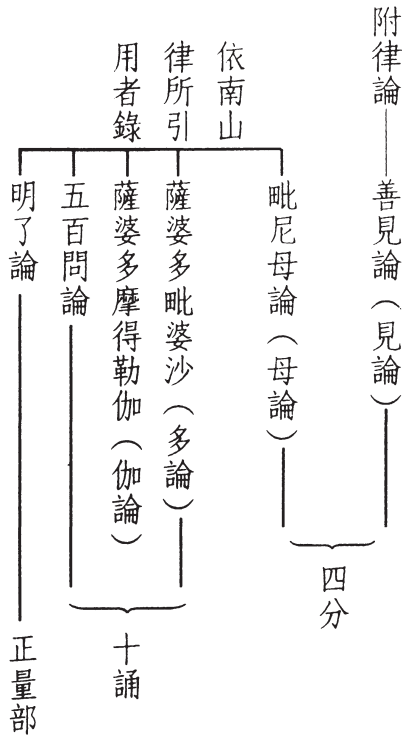 附律論
善見論（見論）
依南山
律所引
用者錄
毗尼母論（母論）
薩婆多毗婆沙（多論）
薩婆多摩得勒伽（伽論）
五百問論
明了論
四分
十誦
正量部